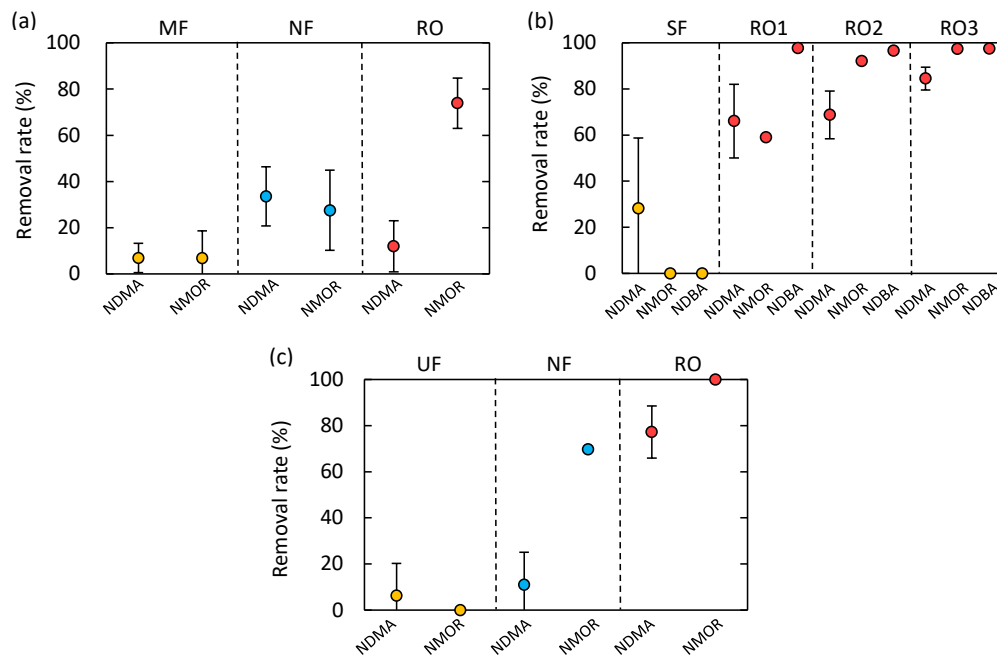 (a) MF NF RO
Removal rate (%)
100
80
60
40
20
0
NDMA NMOR NDMA NMOR NDMA NMOR
(b) SF RO1 RO2 RO3
Removal rate (%)
100
80
60
40
20
0
NDMA NMOR NDBA NDMA NMOR NDBA NDMA NMOR NDBA NDMA NMOR NDBA
(c) UF NF RO
Removal rate (%)
100
80
60
40
20
0
NDMA NMOR NDMA NMOR NDMA NMOR